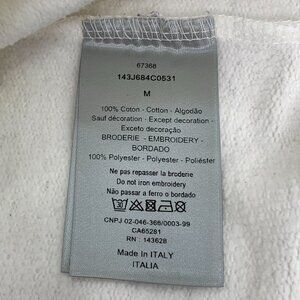 67368
143J684C0531
M
100% Coton - Cotton - Algodão
Sauf décoration - Except decoration -
Exceto decoração
BRODERIE - EMBROIDERY -
BORDADO
100% Polyester - Polyester - Poliéster
Ne pas repasser la broderie
Do not iron embroidery
Não passar a ferro o bordado
CNPJ 02-046-366/0003-99
CA65281
RN : 143628
Made In ITALY
ITALIA